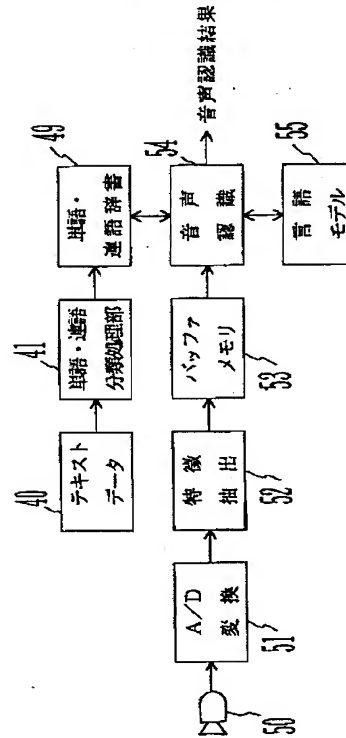 40
テキスト
データ
41
単語・連語
分類処理部
49
単語・
連語辞書
50
51
A/D
変換
52
特徴
抽出
53
バッファ
メモリ
54
音声
認識
音声認識結果
55
言語
モデル